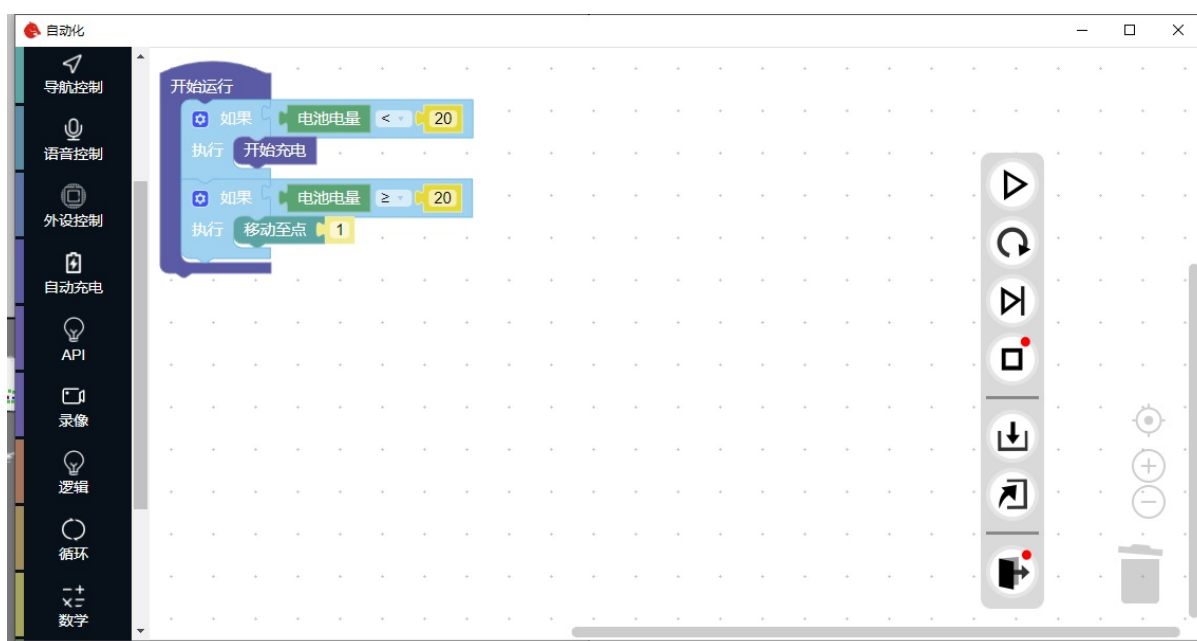 自动化
导航控制
语音控制
外设控制
自动充电
API
录像
逻辑
循环
数学
开始运行
如果 电池电量 < 20
执行 开始充电
如果 电池电量 ≥ 20
执行 移动至点 1